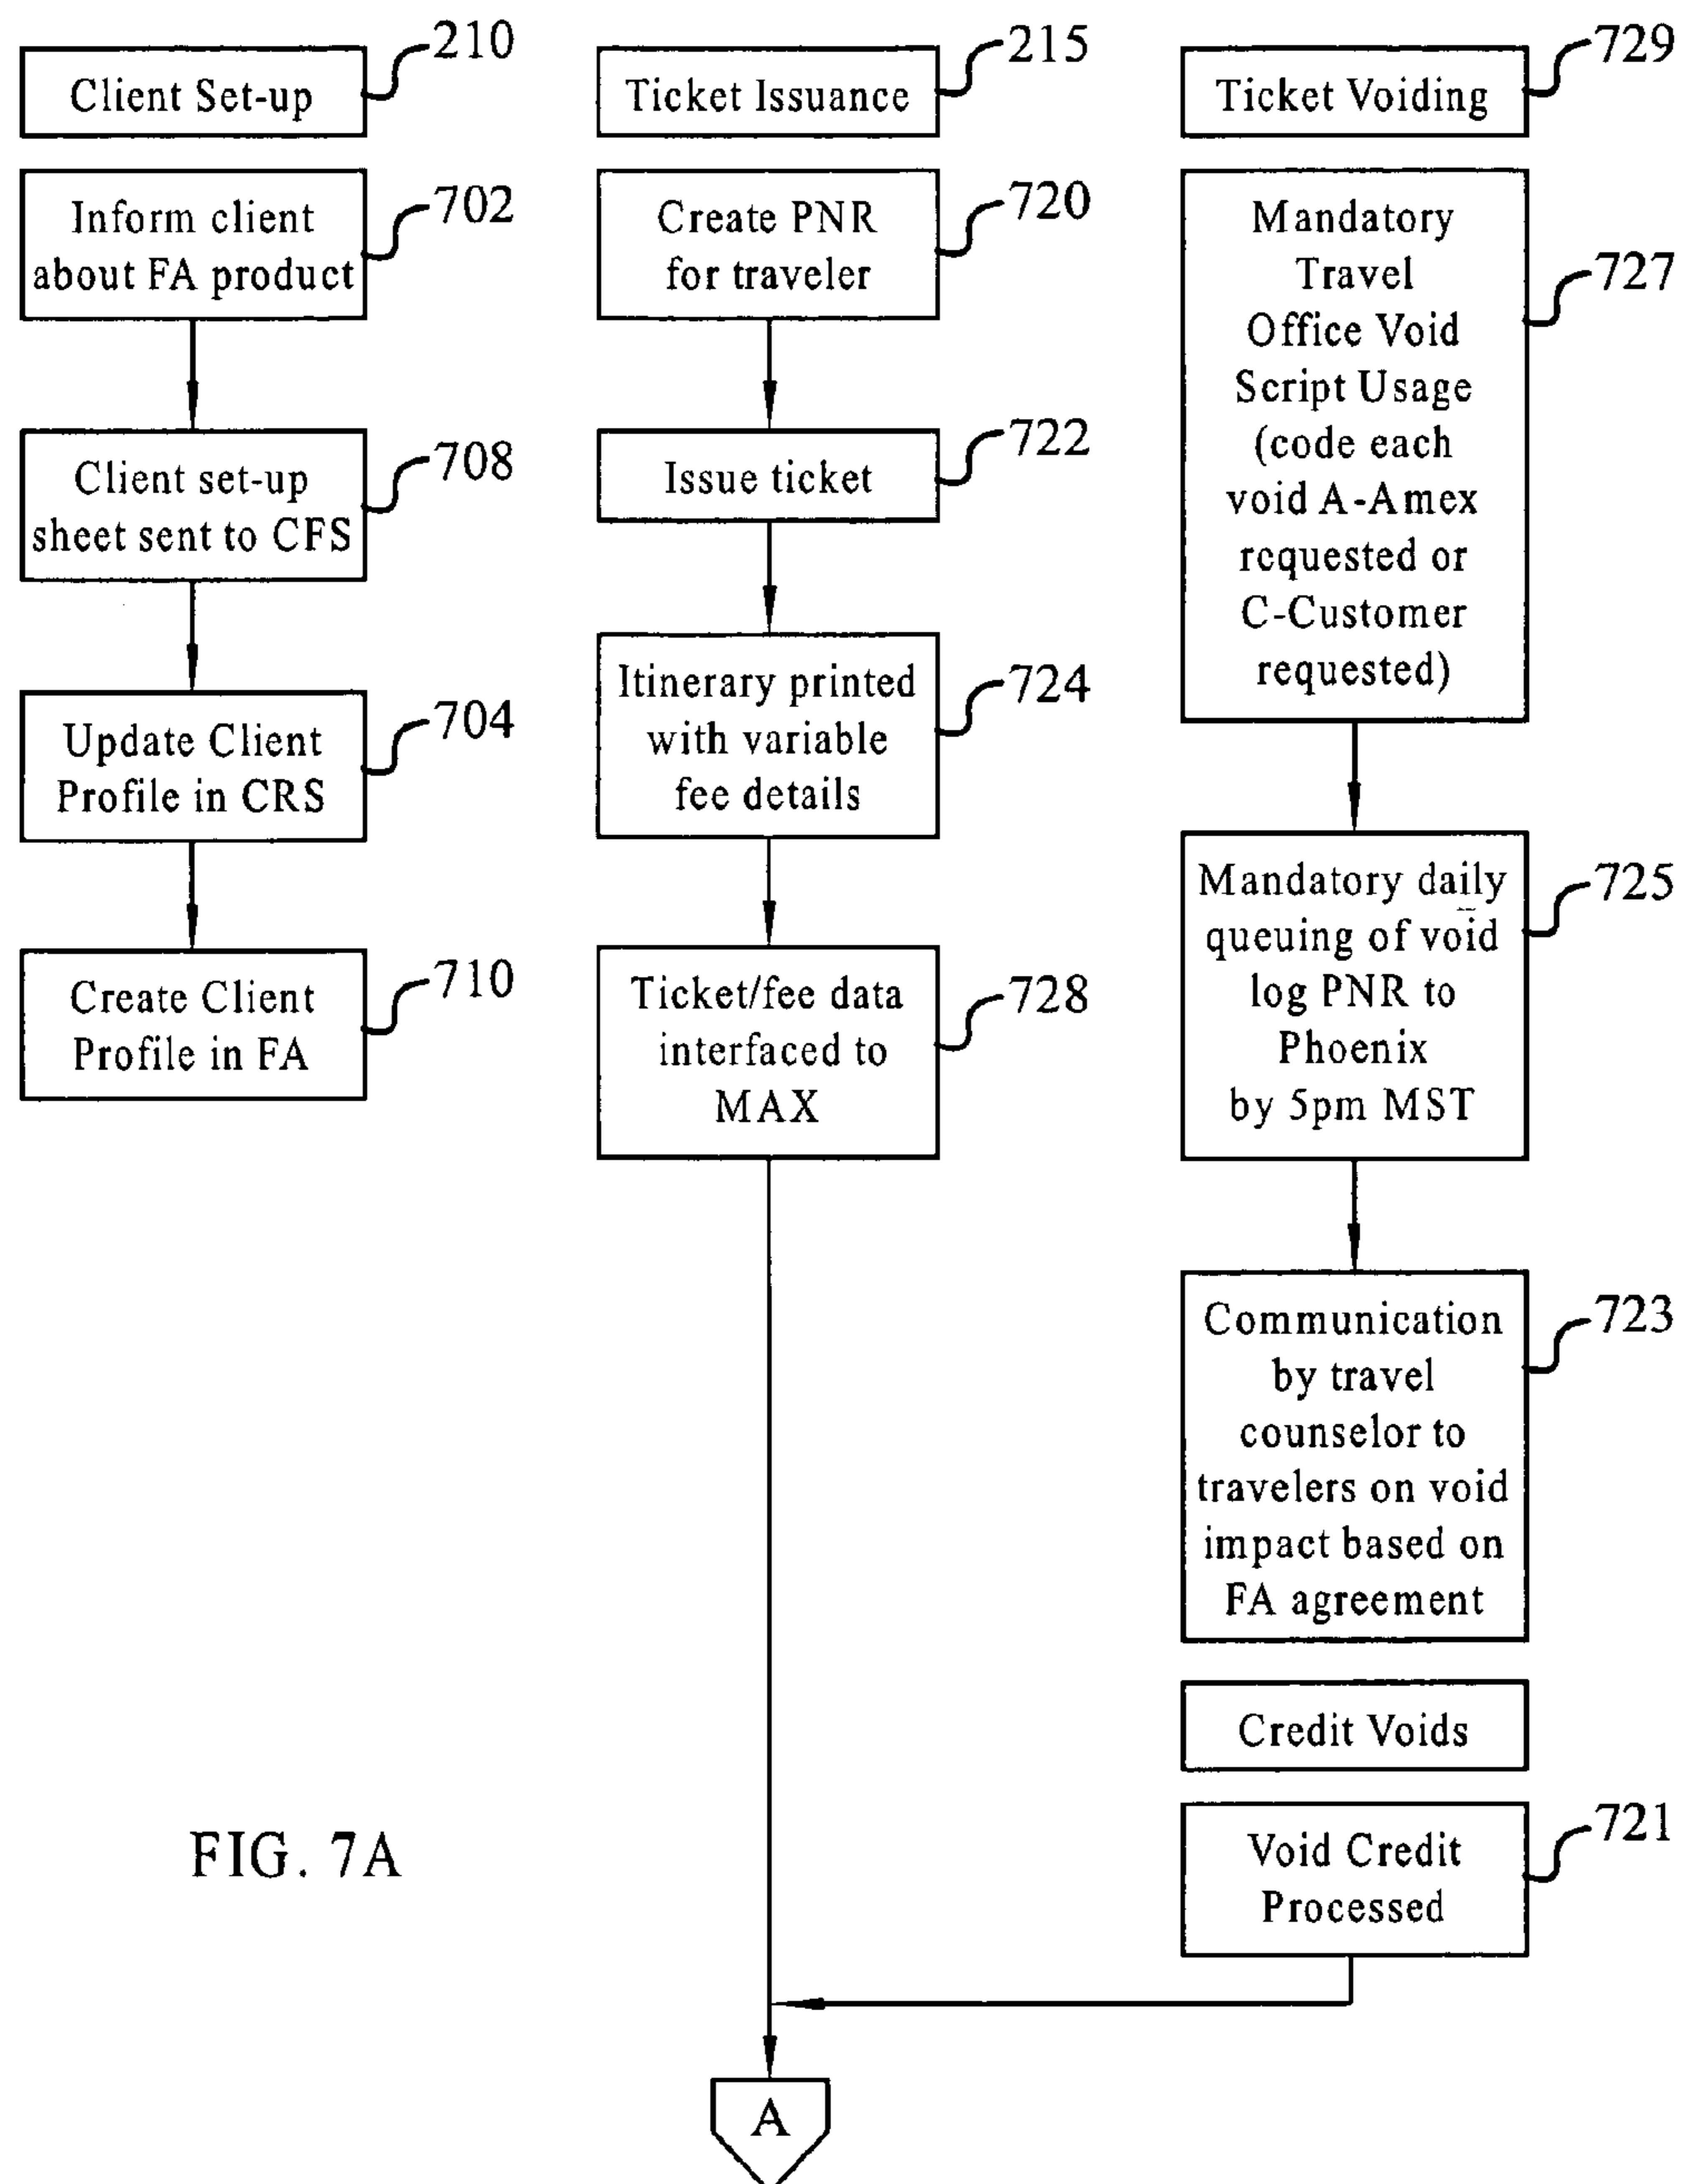 Client Set-up
210
Inform client
about FA product
702
Client set-up
sheet sent to CFS
708
Update Client
Profile in CRS
704
Create Client
Profile in FA
710
Ticket Issuance
215
Create PNR
for traveler
720
Issue ticket
722
Itinerary printed
with variable
fee details
724
Ticket/fee data
interfaced to
MAX
728
Ticket Voiding
729
Mandatory
Travel
Office Void
Script Usage
(code each
void A-Amex
requested or
C-Customer
requested)
727
Mandatory daily
queuing of void
log PNR to
Phoenix
by 5pm MST
725
Communication
by travel
counselor to
travelers on void
impact based on
FA agreement
723
Credit Voids
Void Credit
Processed
721
A
FIG. 7A